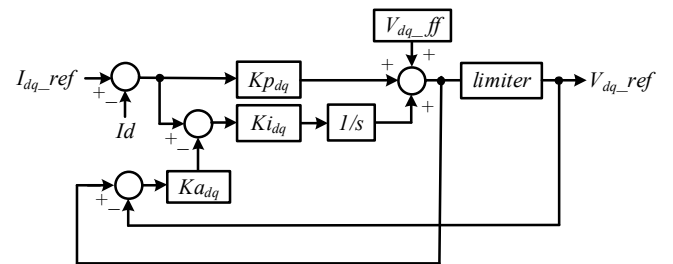 V_dq_ff
+
+
I_dq_ref
Kp_dq
+
limiter
V_dq_ref
+
−
+
Id
+
−
Ki_dq
1/s
+
−
Ka_dq